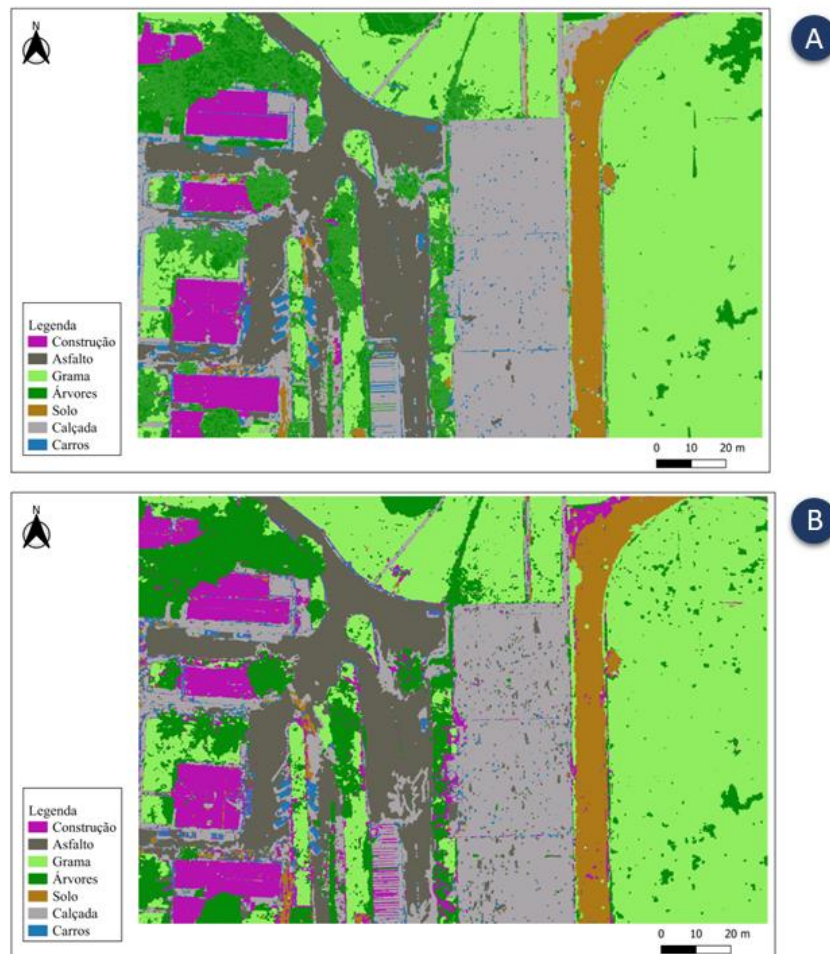 A
N
Legenda
Construção
Asfalto
Grama
Árvores
Solo
Calçada
Carros
0 10 20 m
B
N
Legenda
Construção
Asfalto
Grama
Árvores
Solo
Calçada
Carros
0 10 20 m